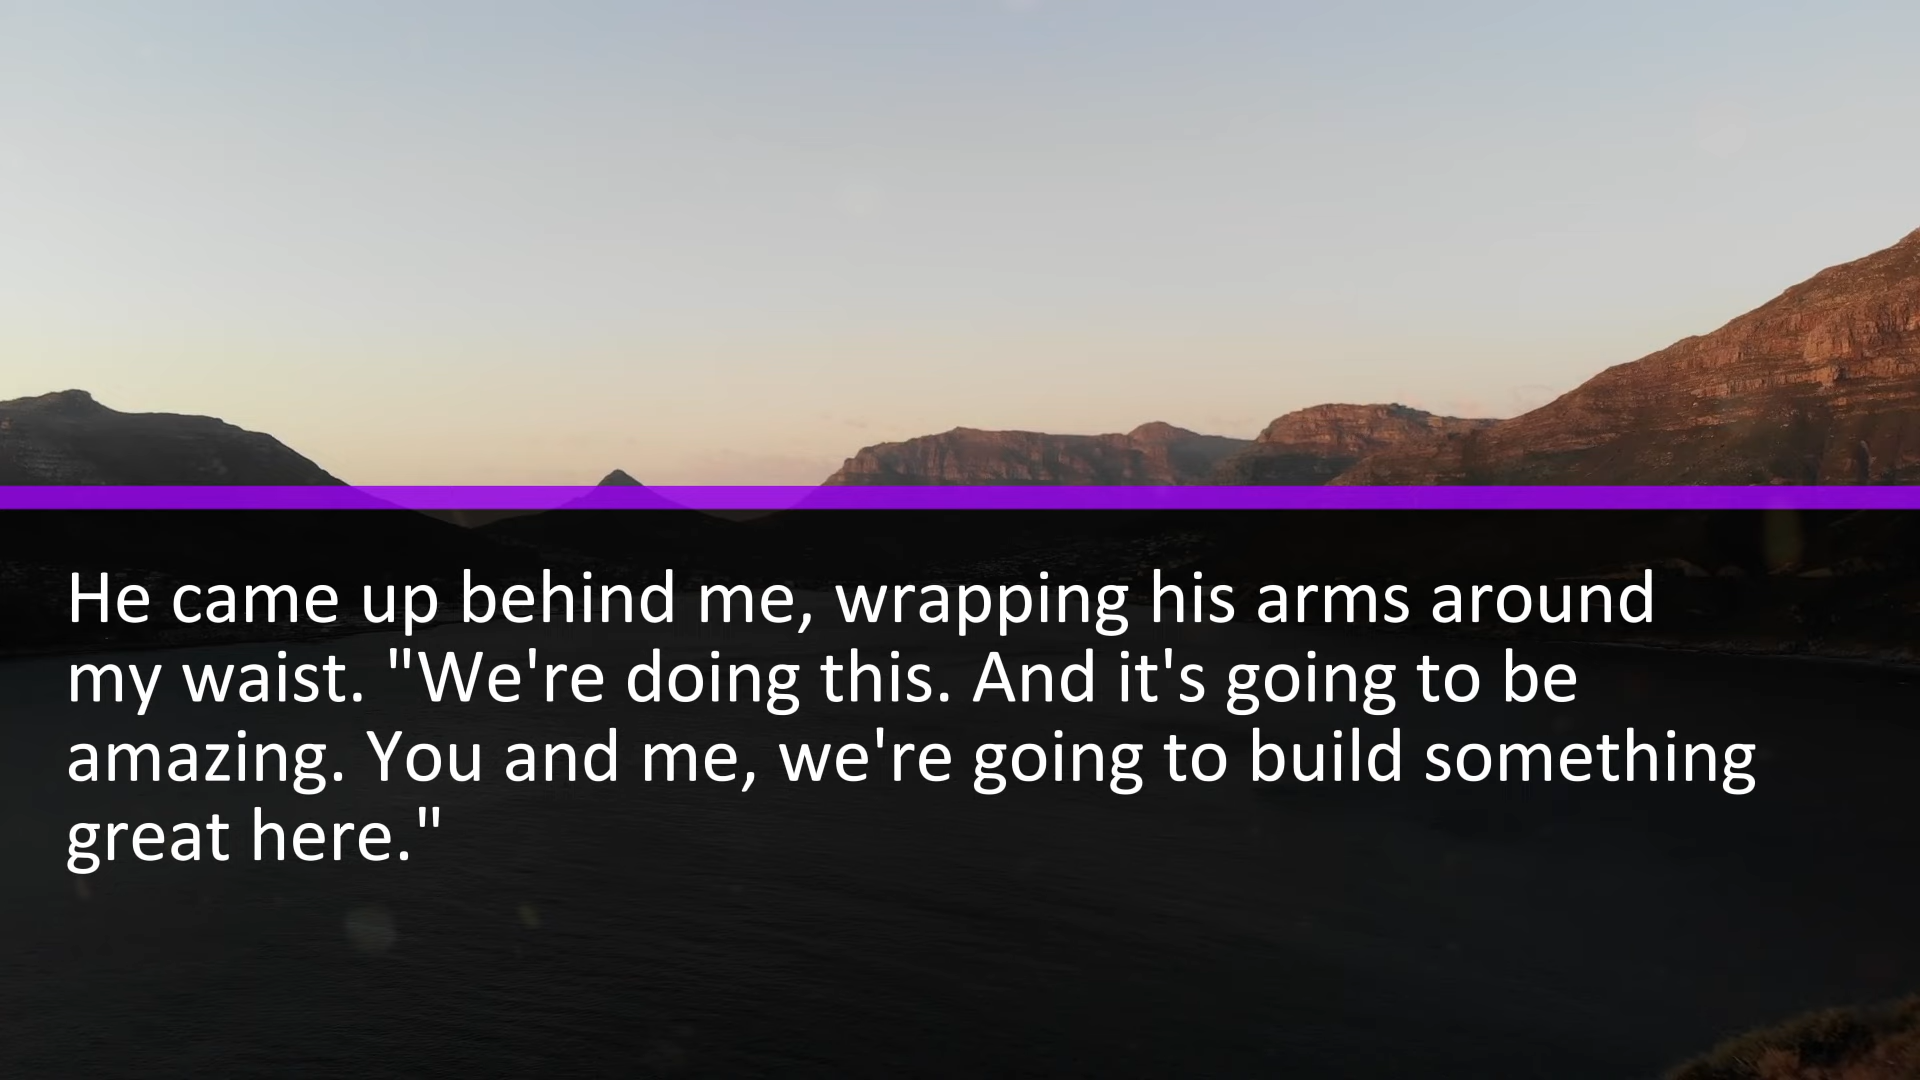 He came up behind me, wrapping his arms around
my waist. "We're doing this. And it's going to be
amazing. You and me, we're going to build something
great here."